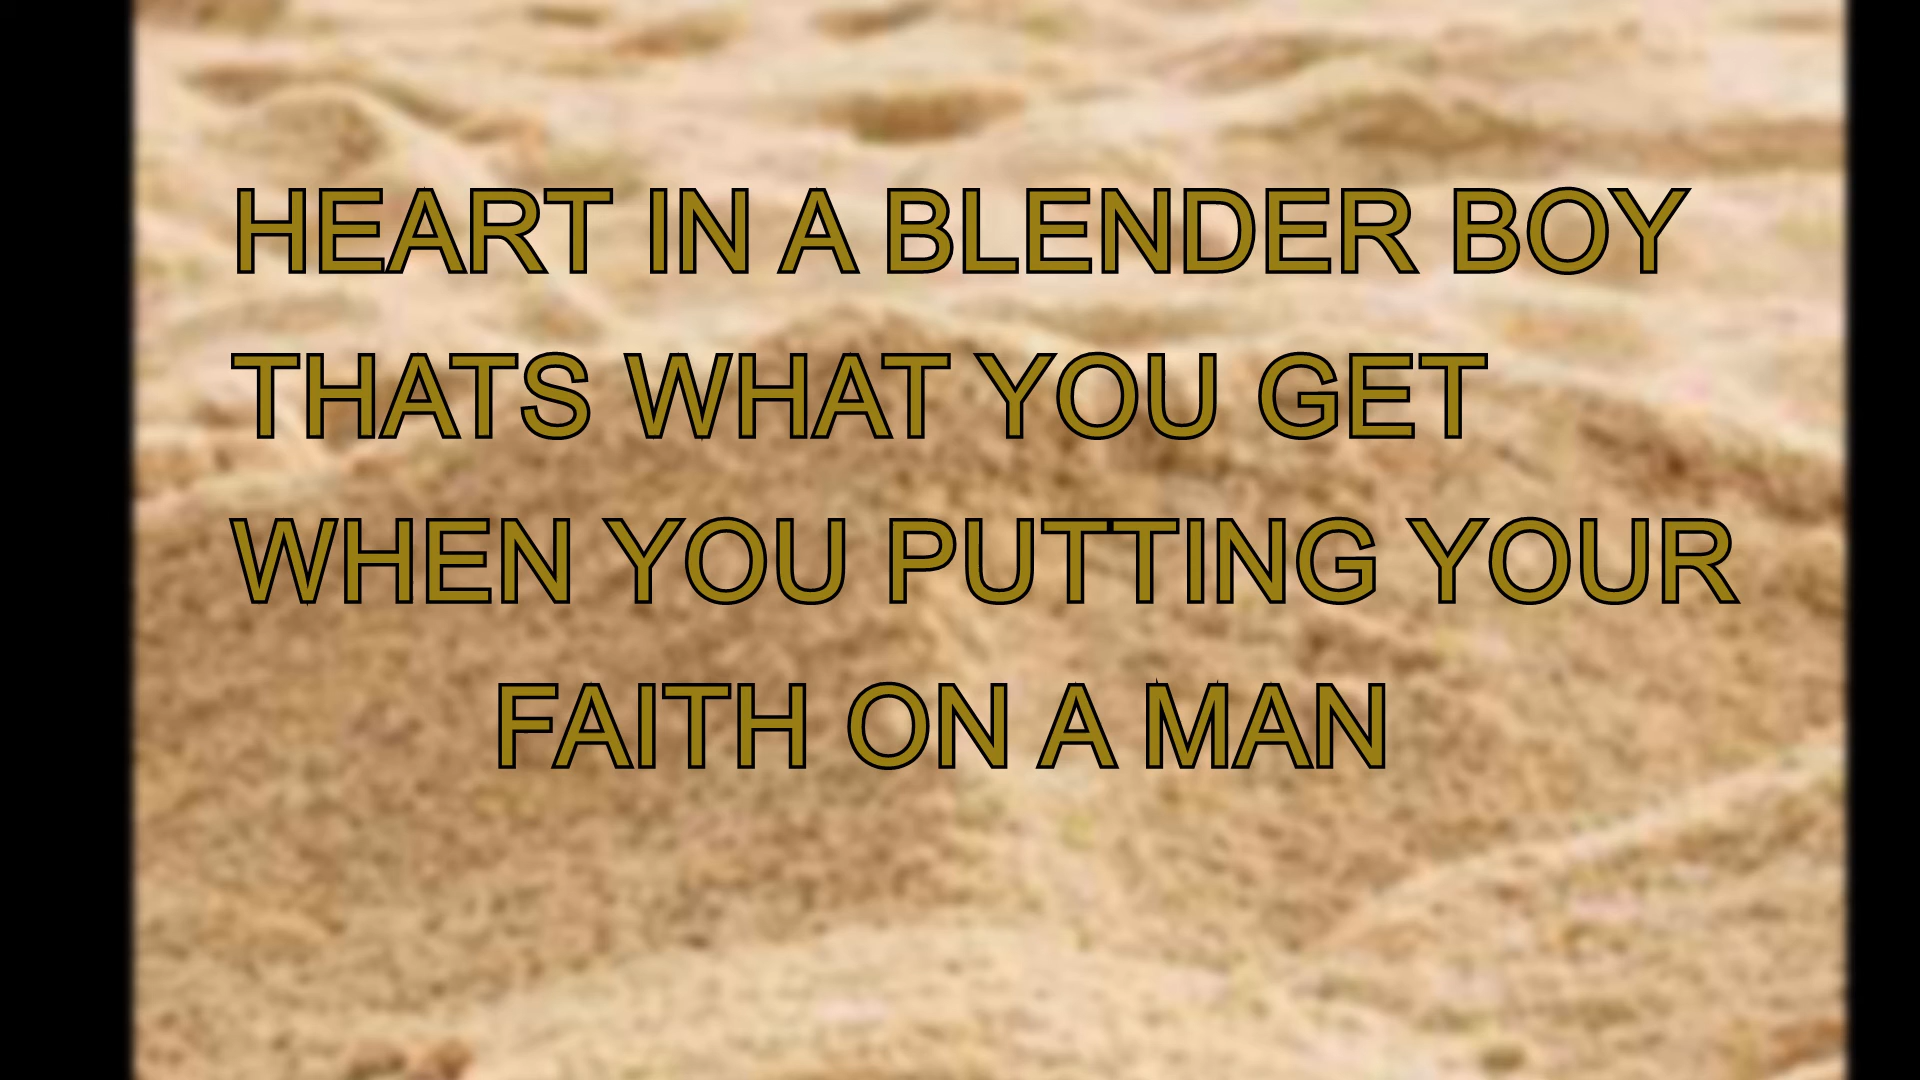 HEART IN A BLENDER BOY
THATS WHAT YOU GET
WHEN YOU PUTTING YOUR
FAITH ON A MAN